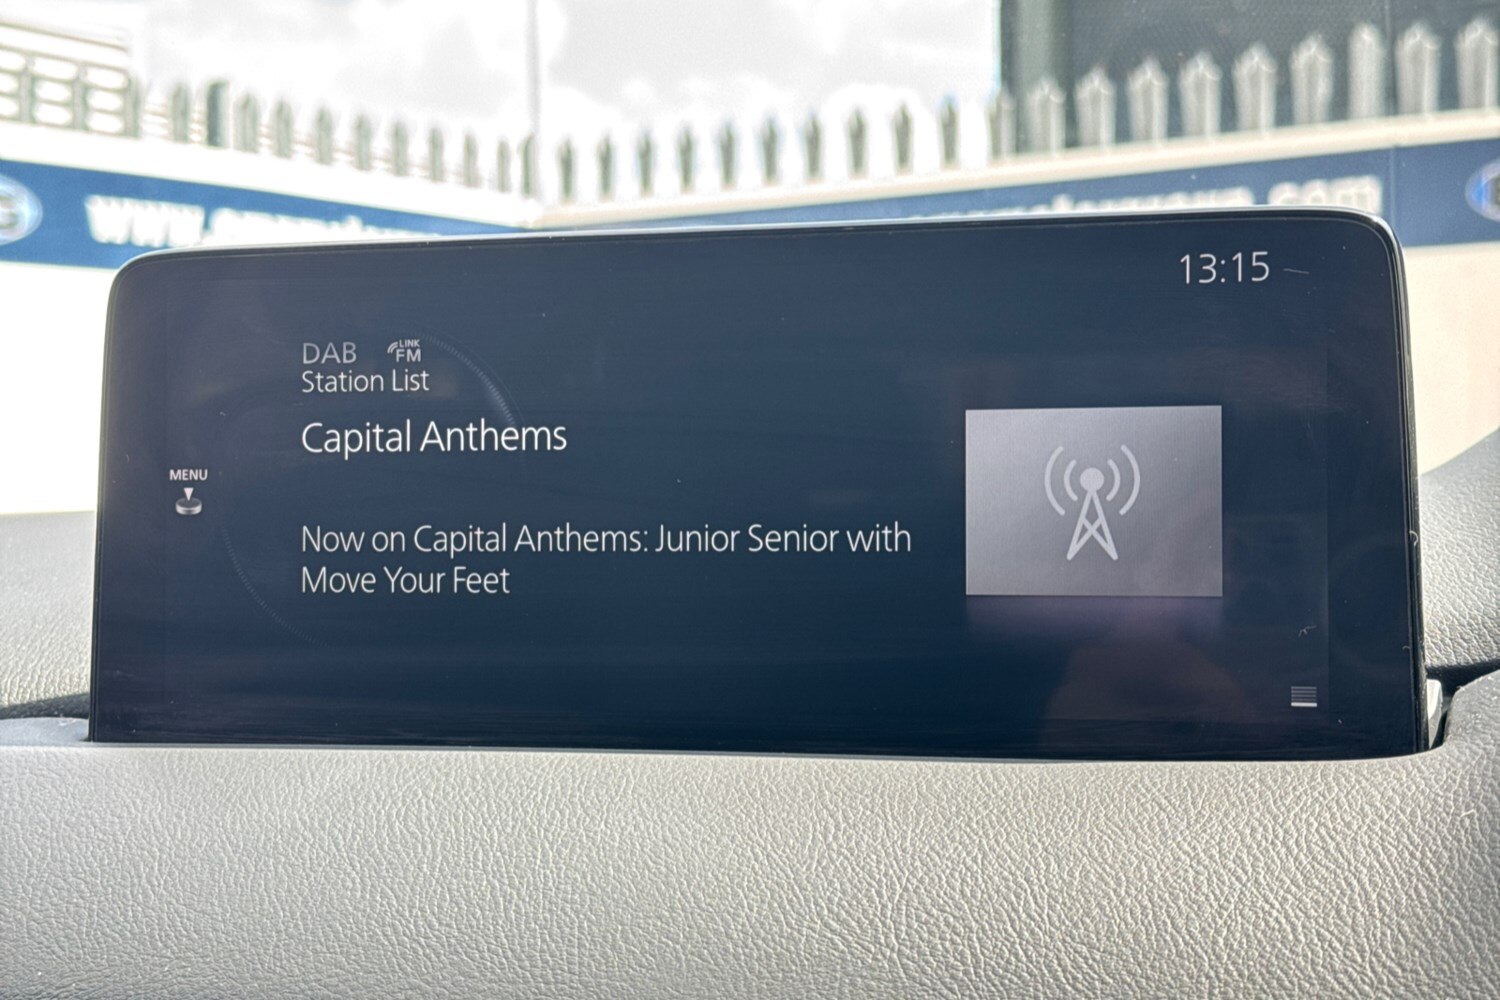 13:15
DAB LINK FM
Station List
Capital Anthems
MENU
Now on Capital Anthems: Junior Senior with
Move Your Feet